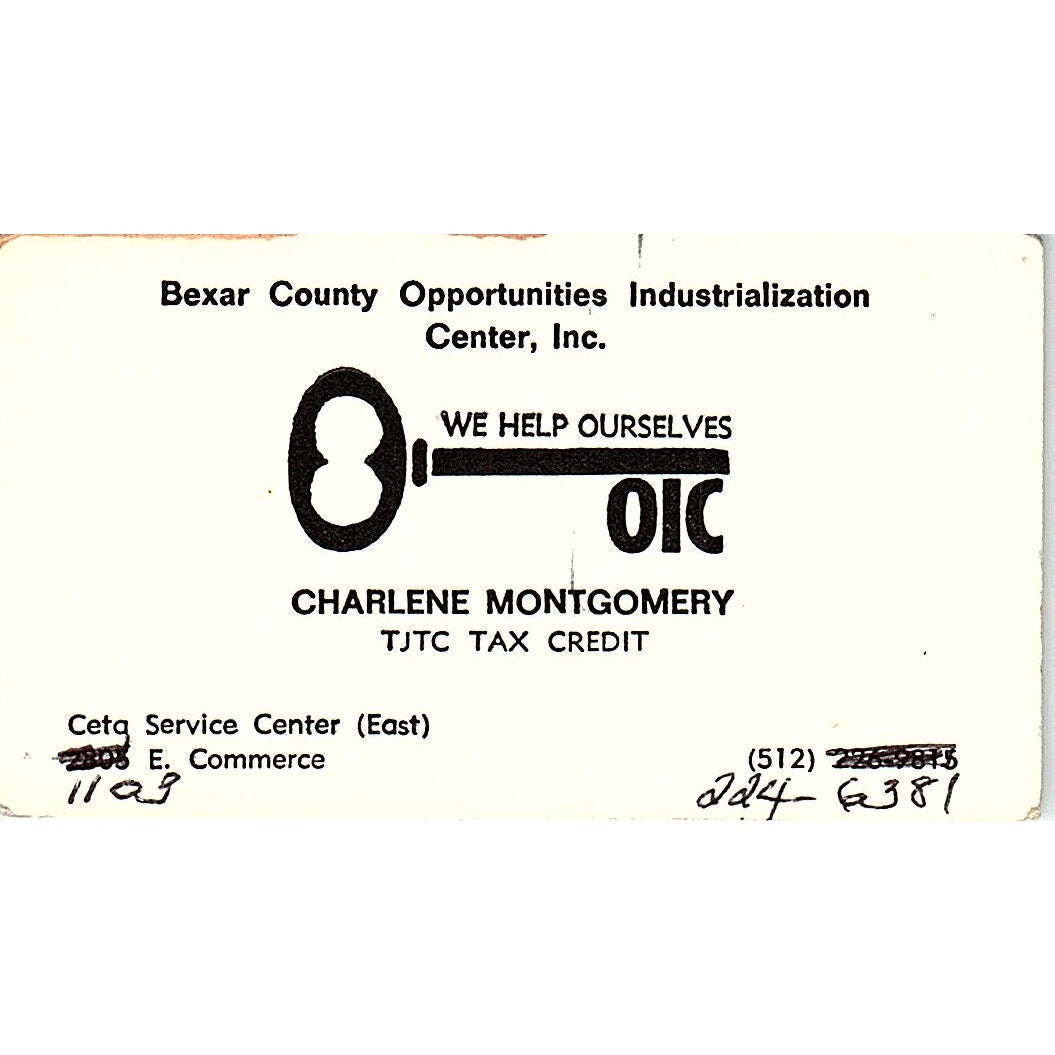 Bexar County Opportunities Industrialization
Center, Inc.
WE HELP OURSELVES
OIC
CHARLENE MONTGOMERY
TJTC TAX CREDIT
Ceta Service Center (East)
E. Commerce
1103
(512)
224-6381